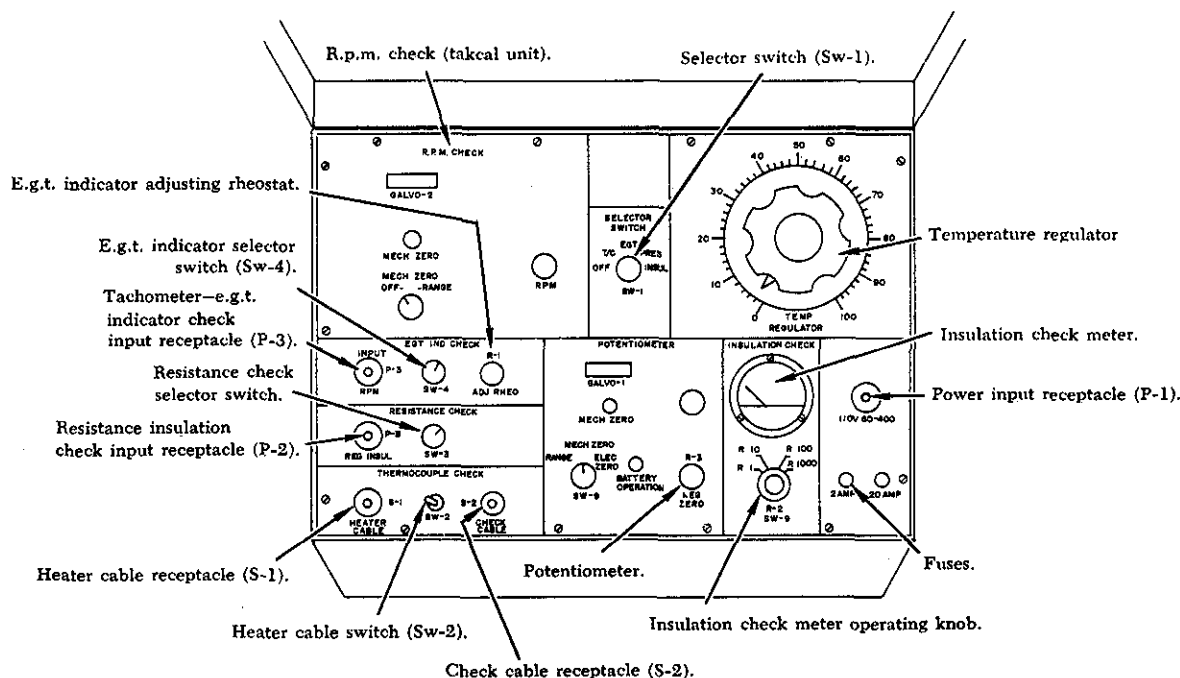 R.p.m. check (takcal unit).
Selector switch (Sw-1).
E.g.t. indicator adjusting rheostat.
E.g.t. indicator selector
switch (Sw-4).
Tachometer—e.g.t.
indicator check
input receptacle (P-3).
Resistance check
selector switch.
Resistance insulation
check input receptacle (P-2).
Heater cable receptacle (S-1).
Heater cable switch (Sw-2).
Check cable receptacle (S-2).
Potentiometer.
Insulation check meter operating knob.
Fuses.
Power input receptacle (P-1).
Insulation check meter.
Temperature regulator
R.P.M. CHECK
GALVO-2
MECH ZERO
MECH ZERO
OFF- -RANGE
RPM
SELECTOR
SWITCH
EGT
T/C RES
OFF INSUL
SW-1
0 10 20 30 40 50 60 70 80 90 100
TEMP
REGULATOR
EGT IND CHECK
INPUT
P-3
RPM
SW-4
R-1
ADJ RHEO
RESISTANCE CHECK
REG INSUL
SW-3
THERMOCOUPLE CHECK
S-1
HEATER
CABLE
SW-2
S-2
CHECK
CABLE
POTENTIOMETER
GALVO-1
MECH ZERO
MECH ZERO
RANGE
ELEC
ZERO
SW-9
BATTERY
OPERATION
R-3
ZERO
INSULATION CHECK
R 10 R 100
R 1 R 1000
R-2
SW-9
110V 60-400
2 AMP 20 AMP